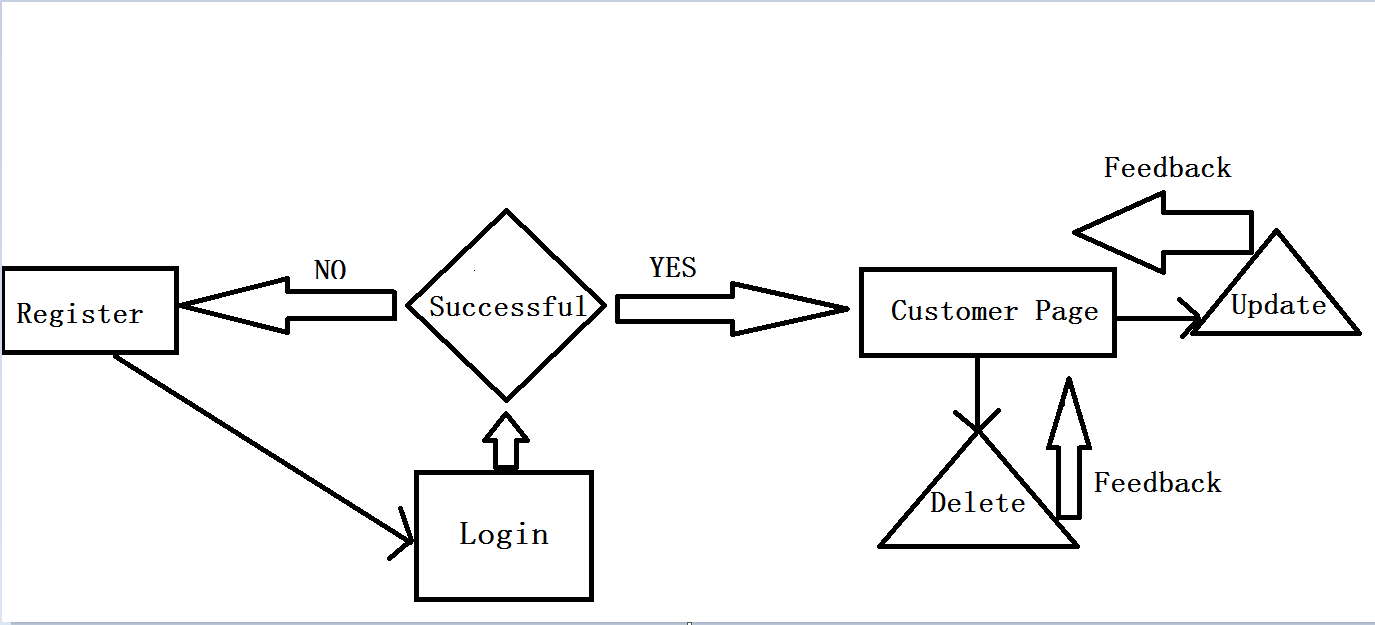 Feedback
NO
YES
Register
Successful
Customer Page
Update
Feedback
Delete
Login